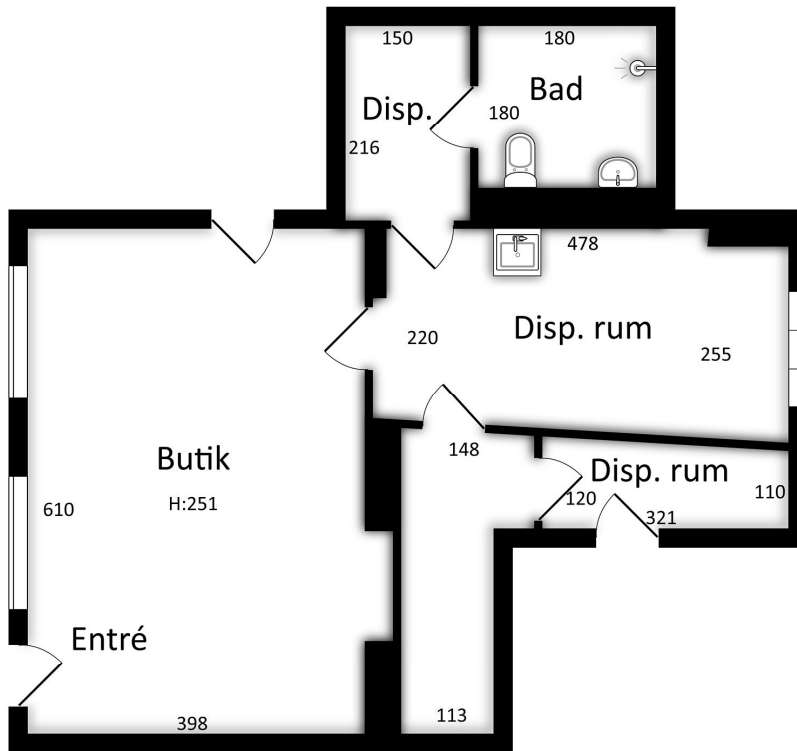 150
180
Disp.
Bad
180
216
478
Disp. rum
220
255
Butik
148
Disp. rum
H:251
610
120
110
321
Entré
398
113